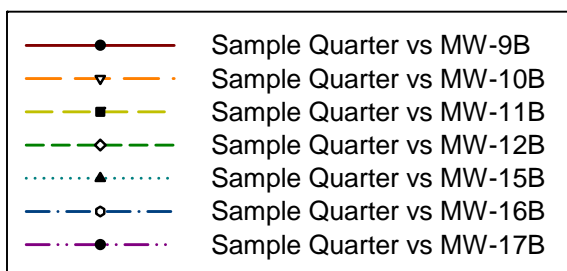 Sample Quarter vs MW-9B
Sample Quarter vs MW-10B
Sample Quarter vs MW-11B
Sample Quarter vs MW-12B
Sample Quarter vs MW-15B
Sample Quarter vs MW-16B
Sample Quarter vs MW-17B